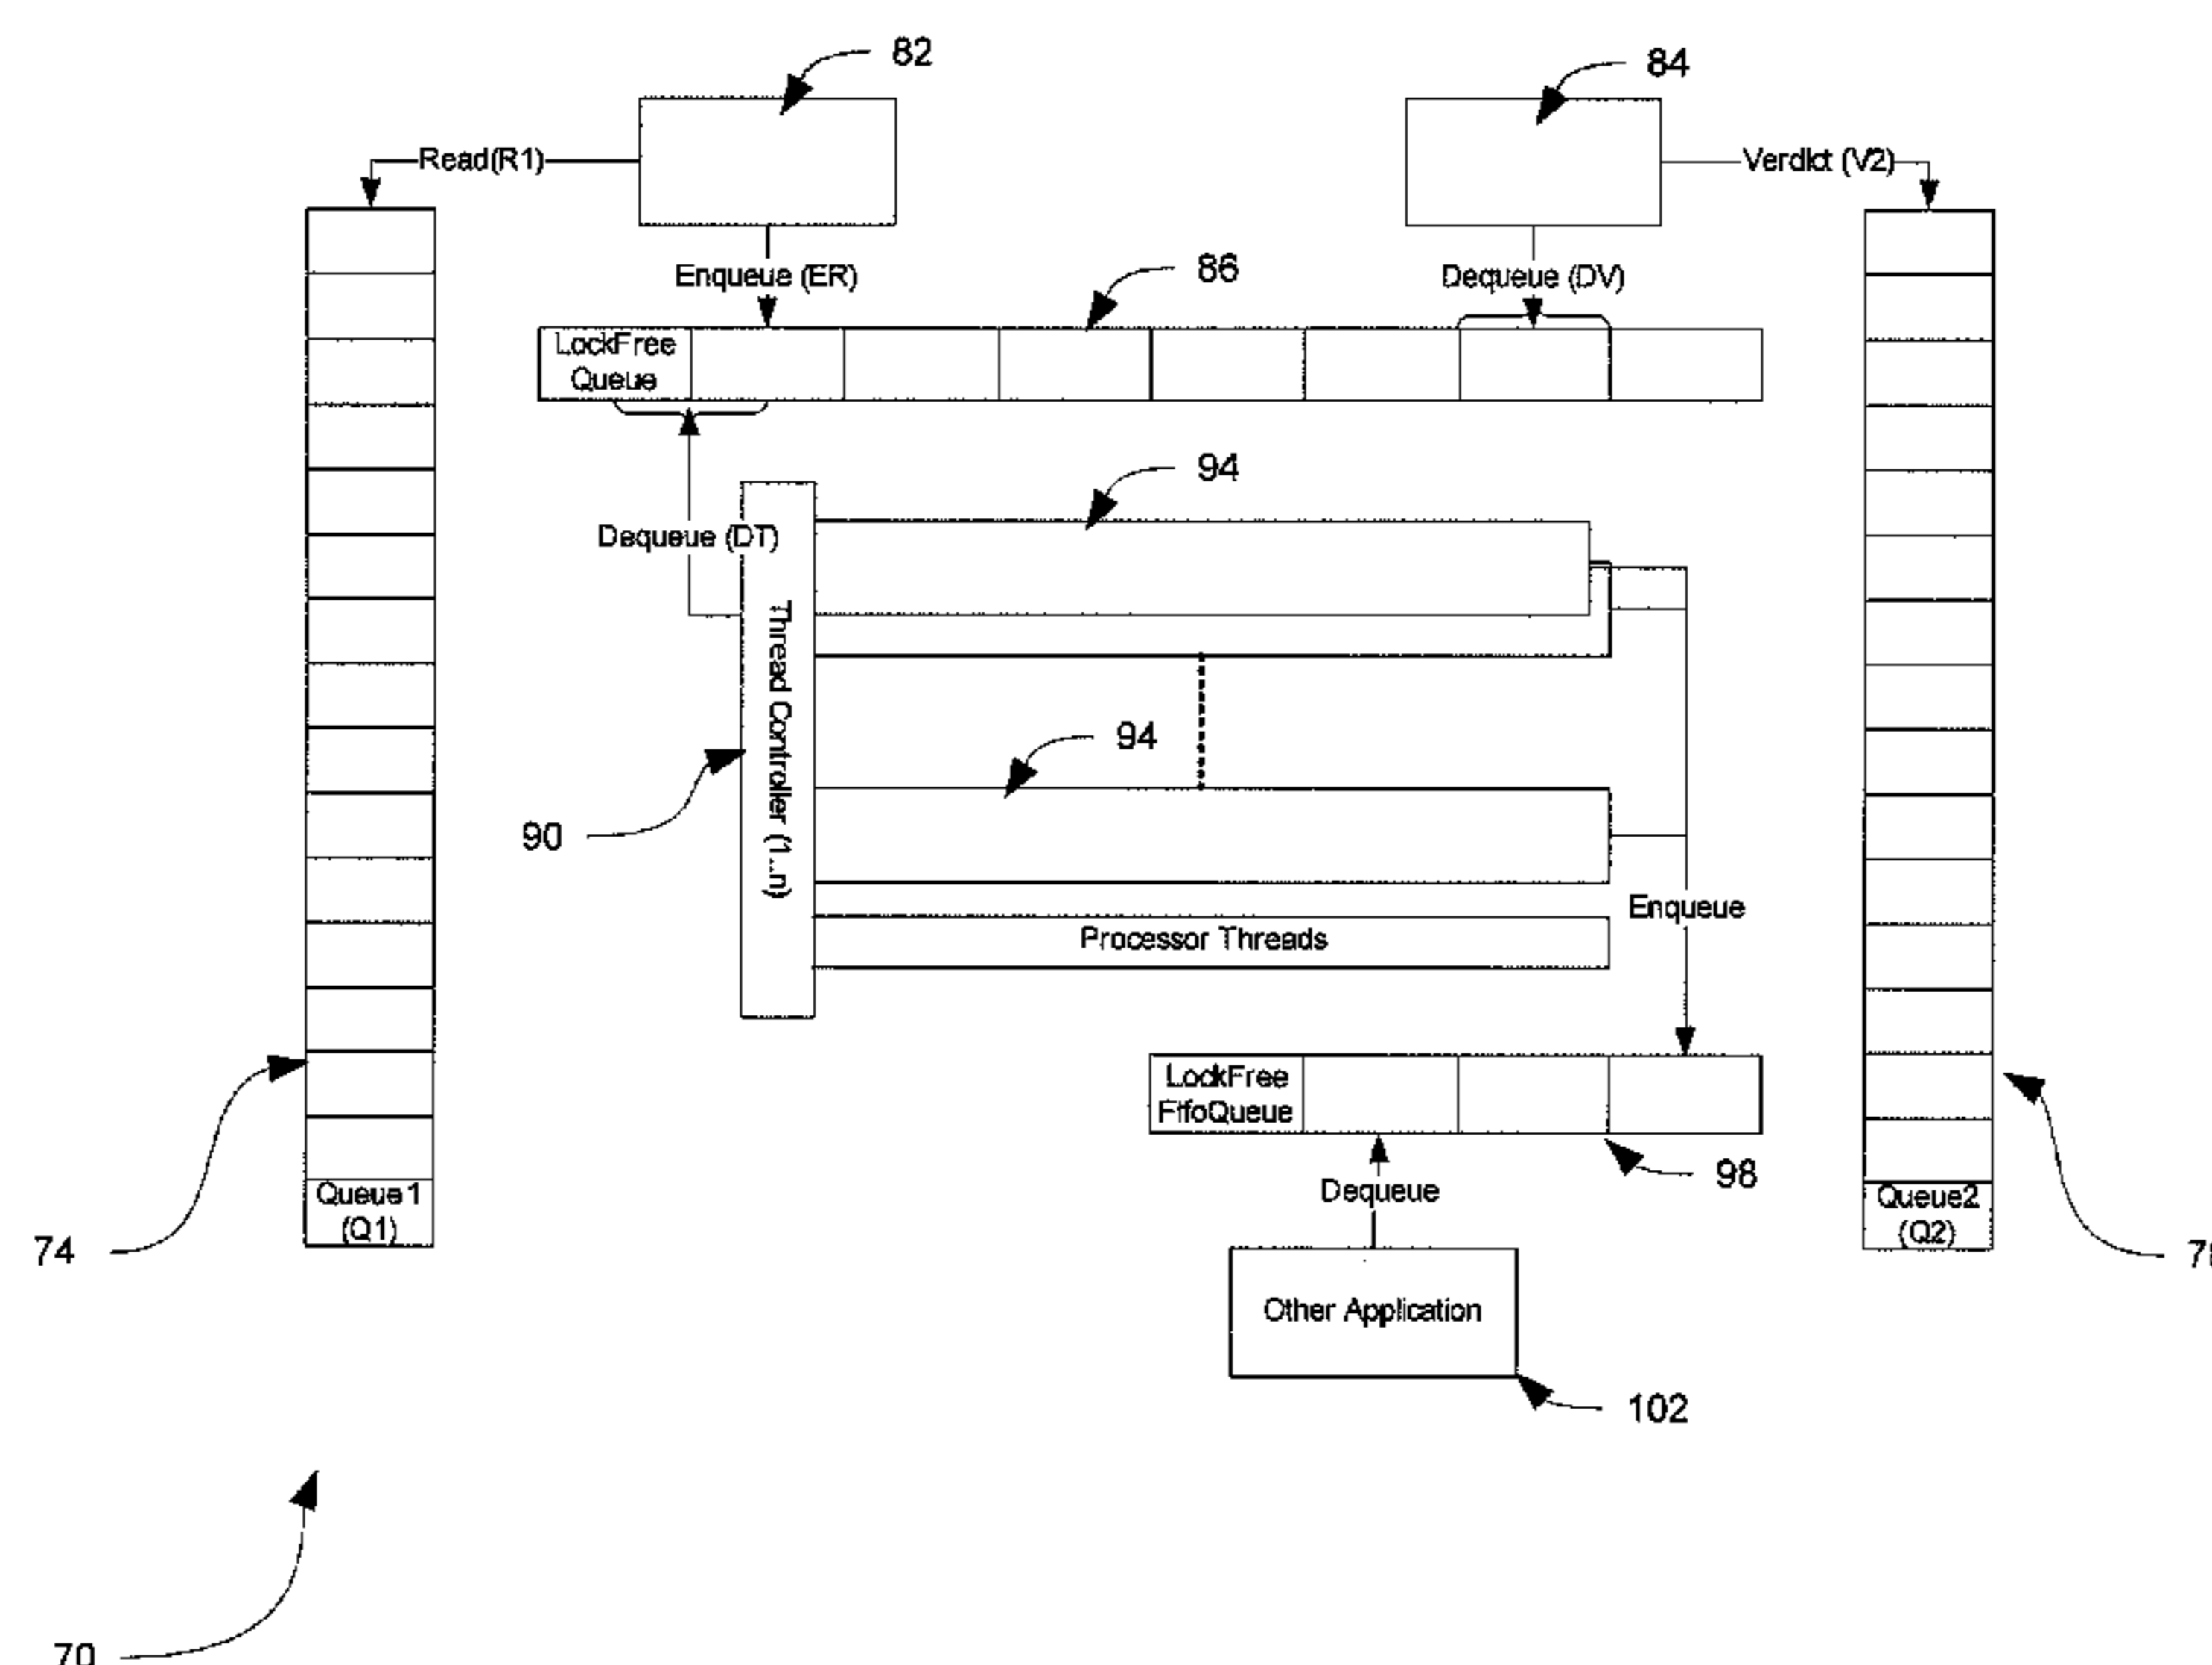 82
84
Read(R1)
Verdict (V2)
Enqueue (ER)
86
Dequeue (DV)
LockFree
Queue
94
Dequeue (DT)
Thread Controller (1..n)
94
90
Enqueue
Processor Threads
LockFree
FifoQueue
98
Dequeue
Queue1
(Q1)
Queue2
(Q2)
74
Other Application
102
70